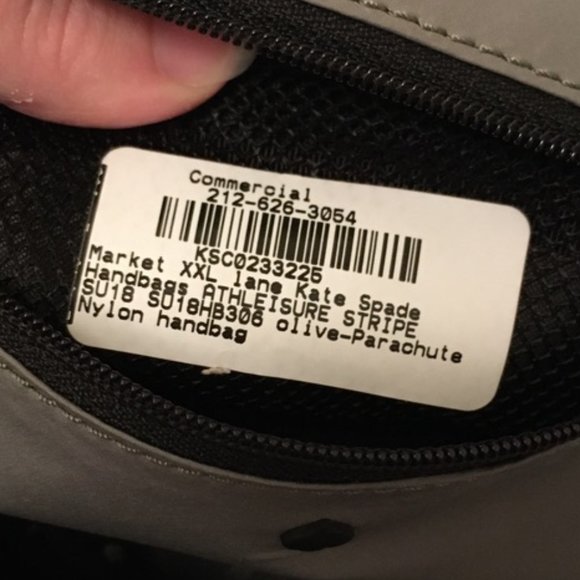 Commercial
212-626-3054
KSC0233225
Market XXL lane Kate Spade
Handbags ATHLEISURE STRIPE
SU18 SU18HB306 olive-Parachute
Nylon handbag